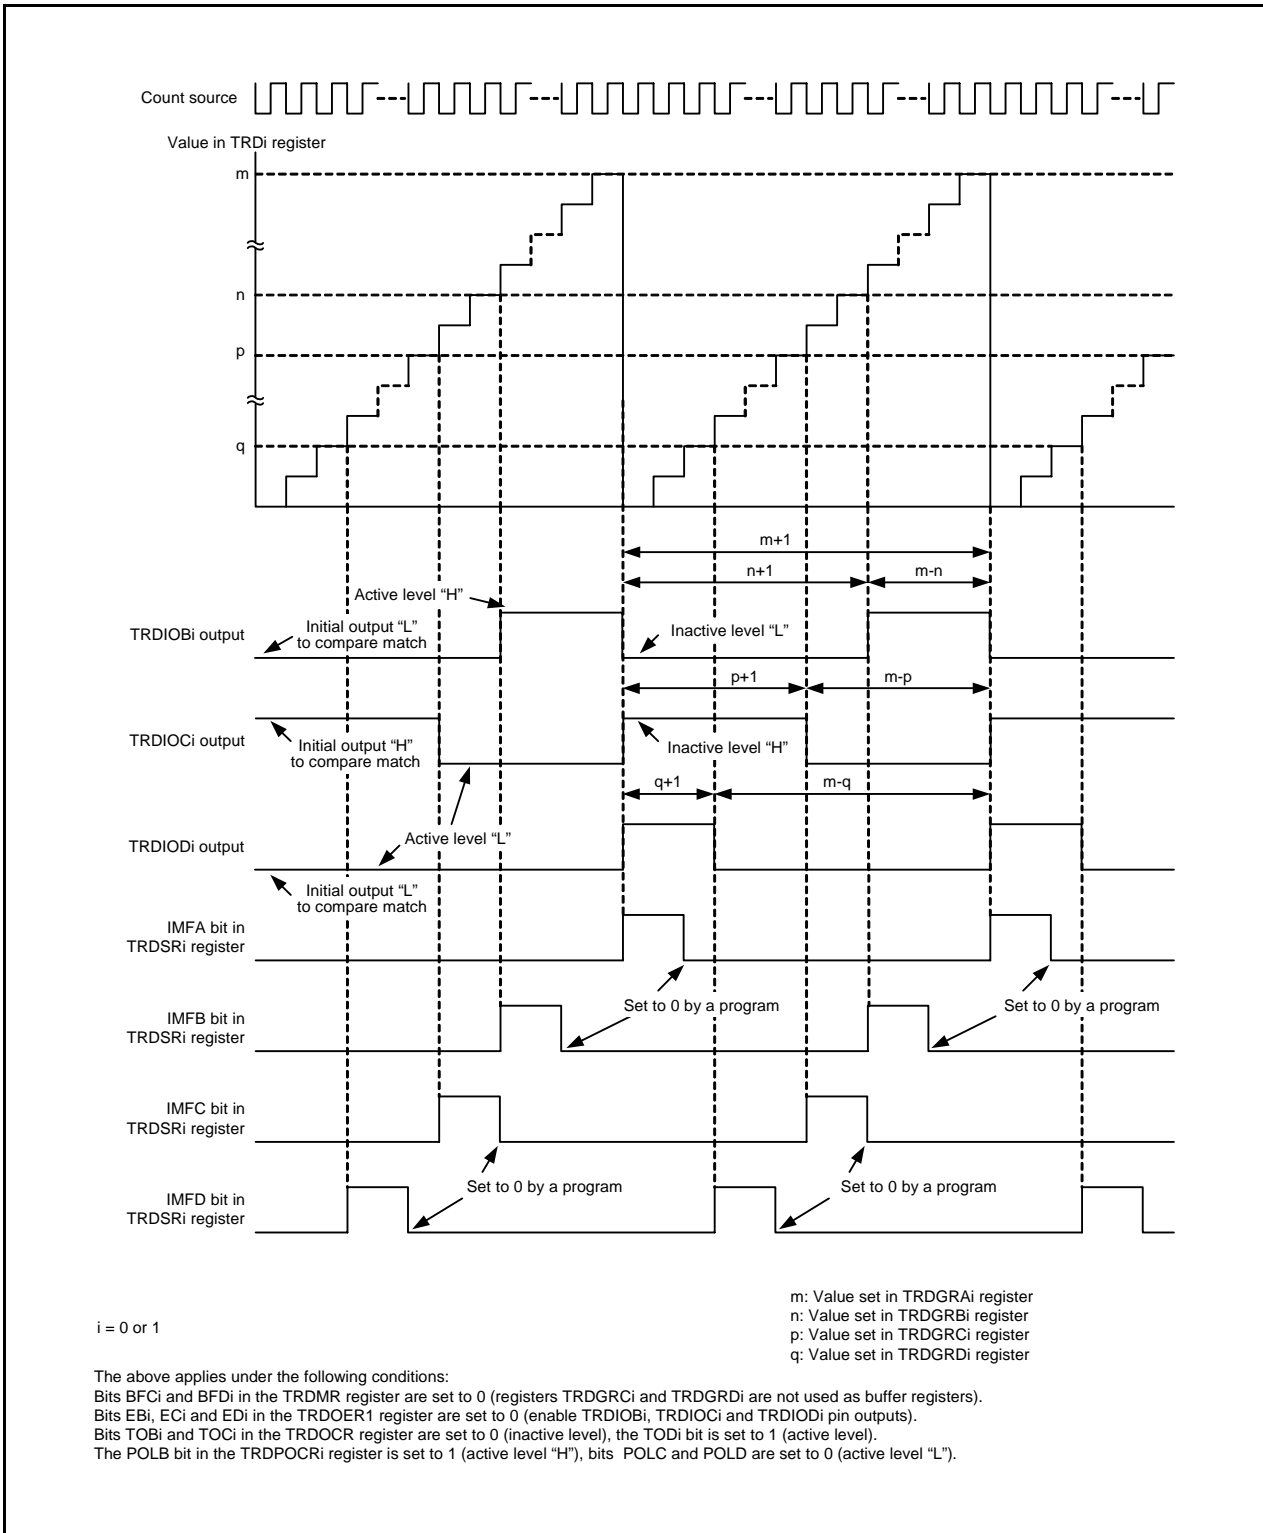 Count source
Value in TRDi register
m
n
p
q
m+1
n+1
m-n
Active level “H”
TRDIOBi output
Initial output “L”
to compare match
Inactive level “L”
p+1
m-p
TRDIOCi output
Initial output “H”
to compare match
Inactive level “H”
q+1
m-q
TRDIODi output
Active level “L”
Initial output “L”
to compare match
IMFA bit in
TRDSRi register
Set to 0 by a program
Set to 0 by a program
IMFB bit in
TRDSRi register
IMFC bit in
TRDSRi register
Set to 0 by a program
Set to 0 by a program
IMFD bit in
TRDSRi register
m: Value set in TRDGRAi register
n: Value set in TRDGRBi register
p: Value set in TRDGRCi register
q: Value set in TRDGRDi register
i = 0 or 1
The above applies under the following conditions:
Bits BFCi and BFDi in the TRDMR register are set to 0 (registers TRDGRCi and TRDGRDi are not used as buffer registers).
Bits EBi, ECi and EDi in the TRDOER1 register are set to 0 (enable TRDIOBi, TRDIOCi and TRDIODi pin outputs).
Bits TOBi and TOCi in the TRDOCR register are set to 0 (inactive level), the TODi bit is set to 1 (active level).
The POLB bit in the TRDPOCRi register is set to 1 (active level “H”), bits  POLC and POLD are set to 0 (active level “L”).